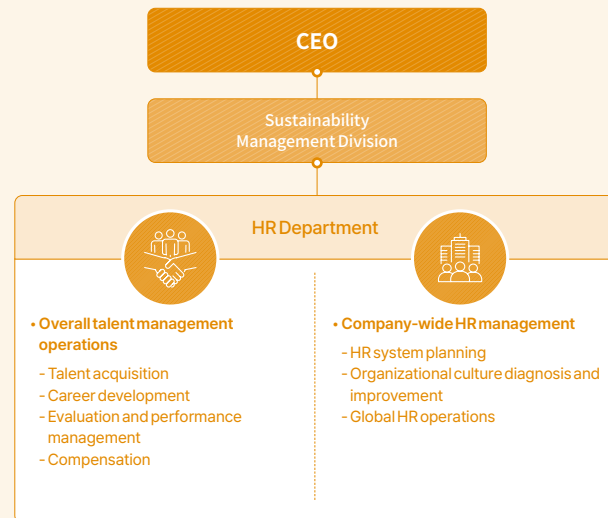 CEO
Sustainability
Management Division
HR Department
• Overall talent management
operations
- Talent acquisition
- Career development
- Evaluation and performance
management
- Compensation
• Company-wide HR management
- HR system planning
- Organizational culture diagnosis and
improvement
- Global HR operations